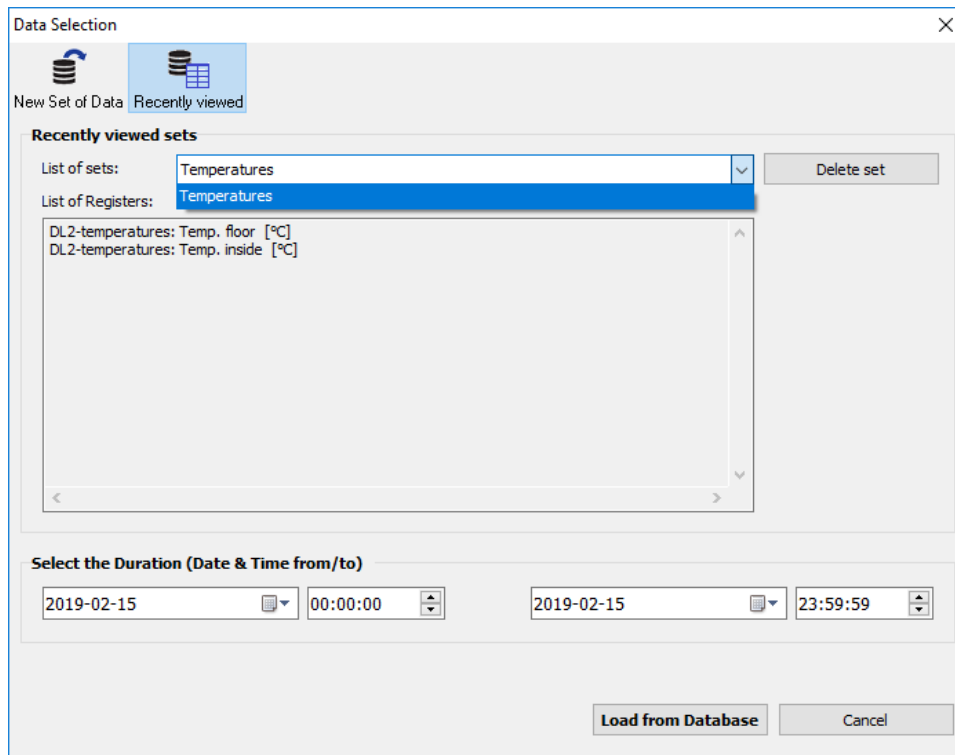 Data Selection
New Set of Data Recently viewed
Recently viewed sets
List of sets: Temperatures Delete set
Temperatures
List of Registers:
DL2-temperatures: Temp. floor [°C]
DL2-temperatures: Temp. inside [°C]
Select the Duration (Date & Time from/to)
2019-02-15 00:00:00 2019-02-15 23:59:59
Load from Database Cancel